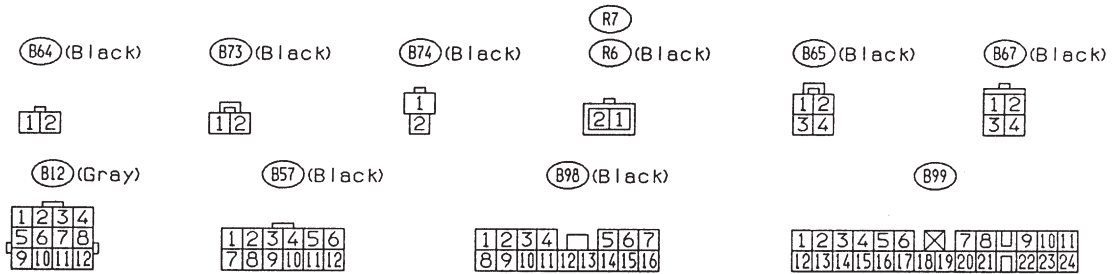 R7
B64 (Black) B73 (Black) B74 (Black) R6 (Black) B65 (Black) B67 (Black)
1 2 1 2 1 2 1 1 2 1 2
2 3 4 3 4
B12 (Gray) B57 (Black) B98 (Black) B99
1 2 3 4
5 6 7 8 1 2 3 4 5 6 1 2 3 4 5 6 7 1 2 3 4 5 6 7 8 9 10 11
9 10 11 12 7 8 9 10 11 12 8 9 10 11 12 13 14 15 16 12 13 14 15 16 17 18 19 20 21 22 23 24